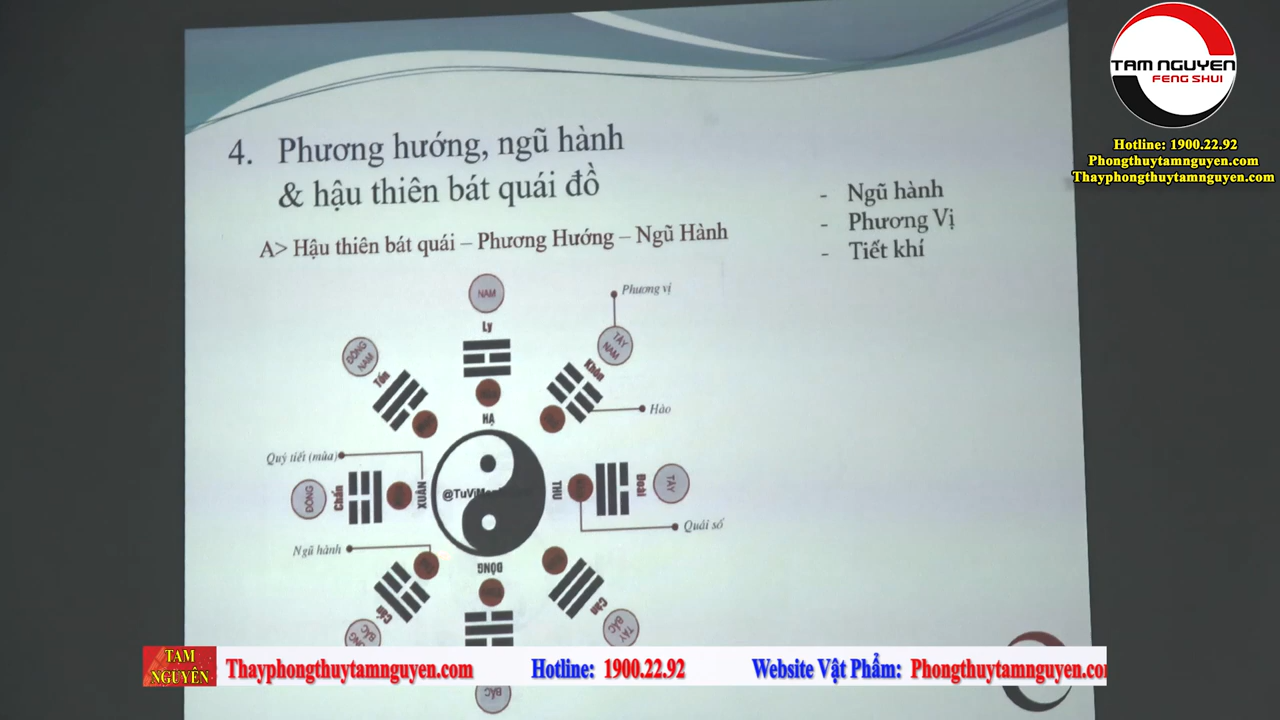 TAM NGUYEN
FENG SHUI
Hotline: 1900.22.92
Phongthuytamnguyen.com
Thayphongthuytamnguyen.com
4. Phương hướng, ngũ hành
& hậu thiên bát quái đồ
A> Hậu thiên bát quái – Phương Hướng – Ngũ Hành
- Ngũ hành
- Phương Vị
- Tiết khí
NAM
Ly
HẠ
Phương vị
TÂY NAM
Khôn
Hào
ĐÔNG NAM
Tốn
Quý tiết (mùa)
ĐÔNG
Chấn
XUÂN
THU
Đoài
TÂY
Quái số
Ngũ hành
Cấn
BẮC
ĐÔNG
Càn
TÂY BẮC
BẮC
TAM NGUYÊN
Thayphongthuytamnguyen.com
Hotline: 1900.22.92
Website Vật Phẩm: